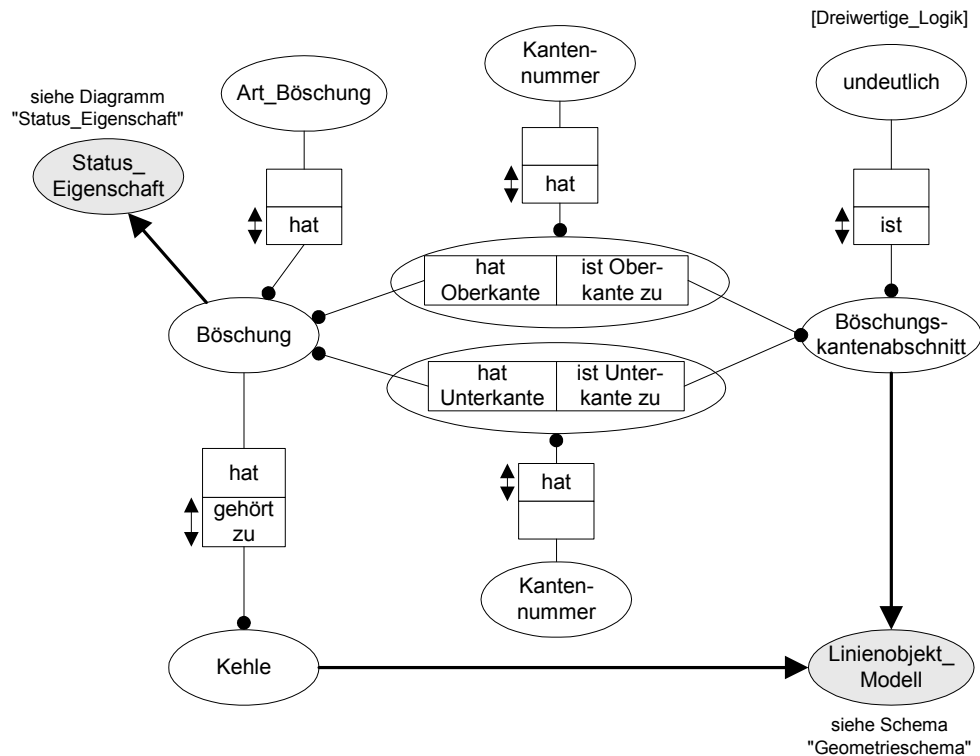 [Dreiwertige_Logik]
Kanten-
nummer
undeutlich
siehe Diagramm
"Status_Eigenschaft"
Art_Böschung
Status_
Eigenschaft
hat
hat
ist
hat
Oberkante
ist Ober-
kante zu
Böschung
Böschungs-
kantenabschnitt
hat
Unterkante
ist Unter-
kante zu
hat
hat
gehört
zu
Kanten-
nummer
Kehle
Linienobjekt_
Modell
siehe Schema
"Geometrieschema"